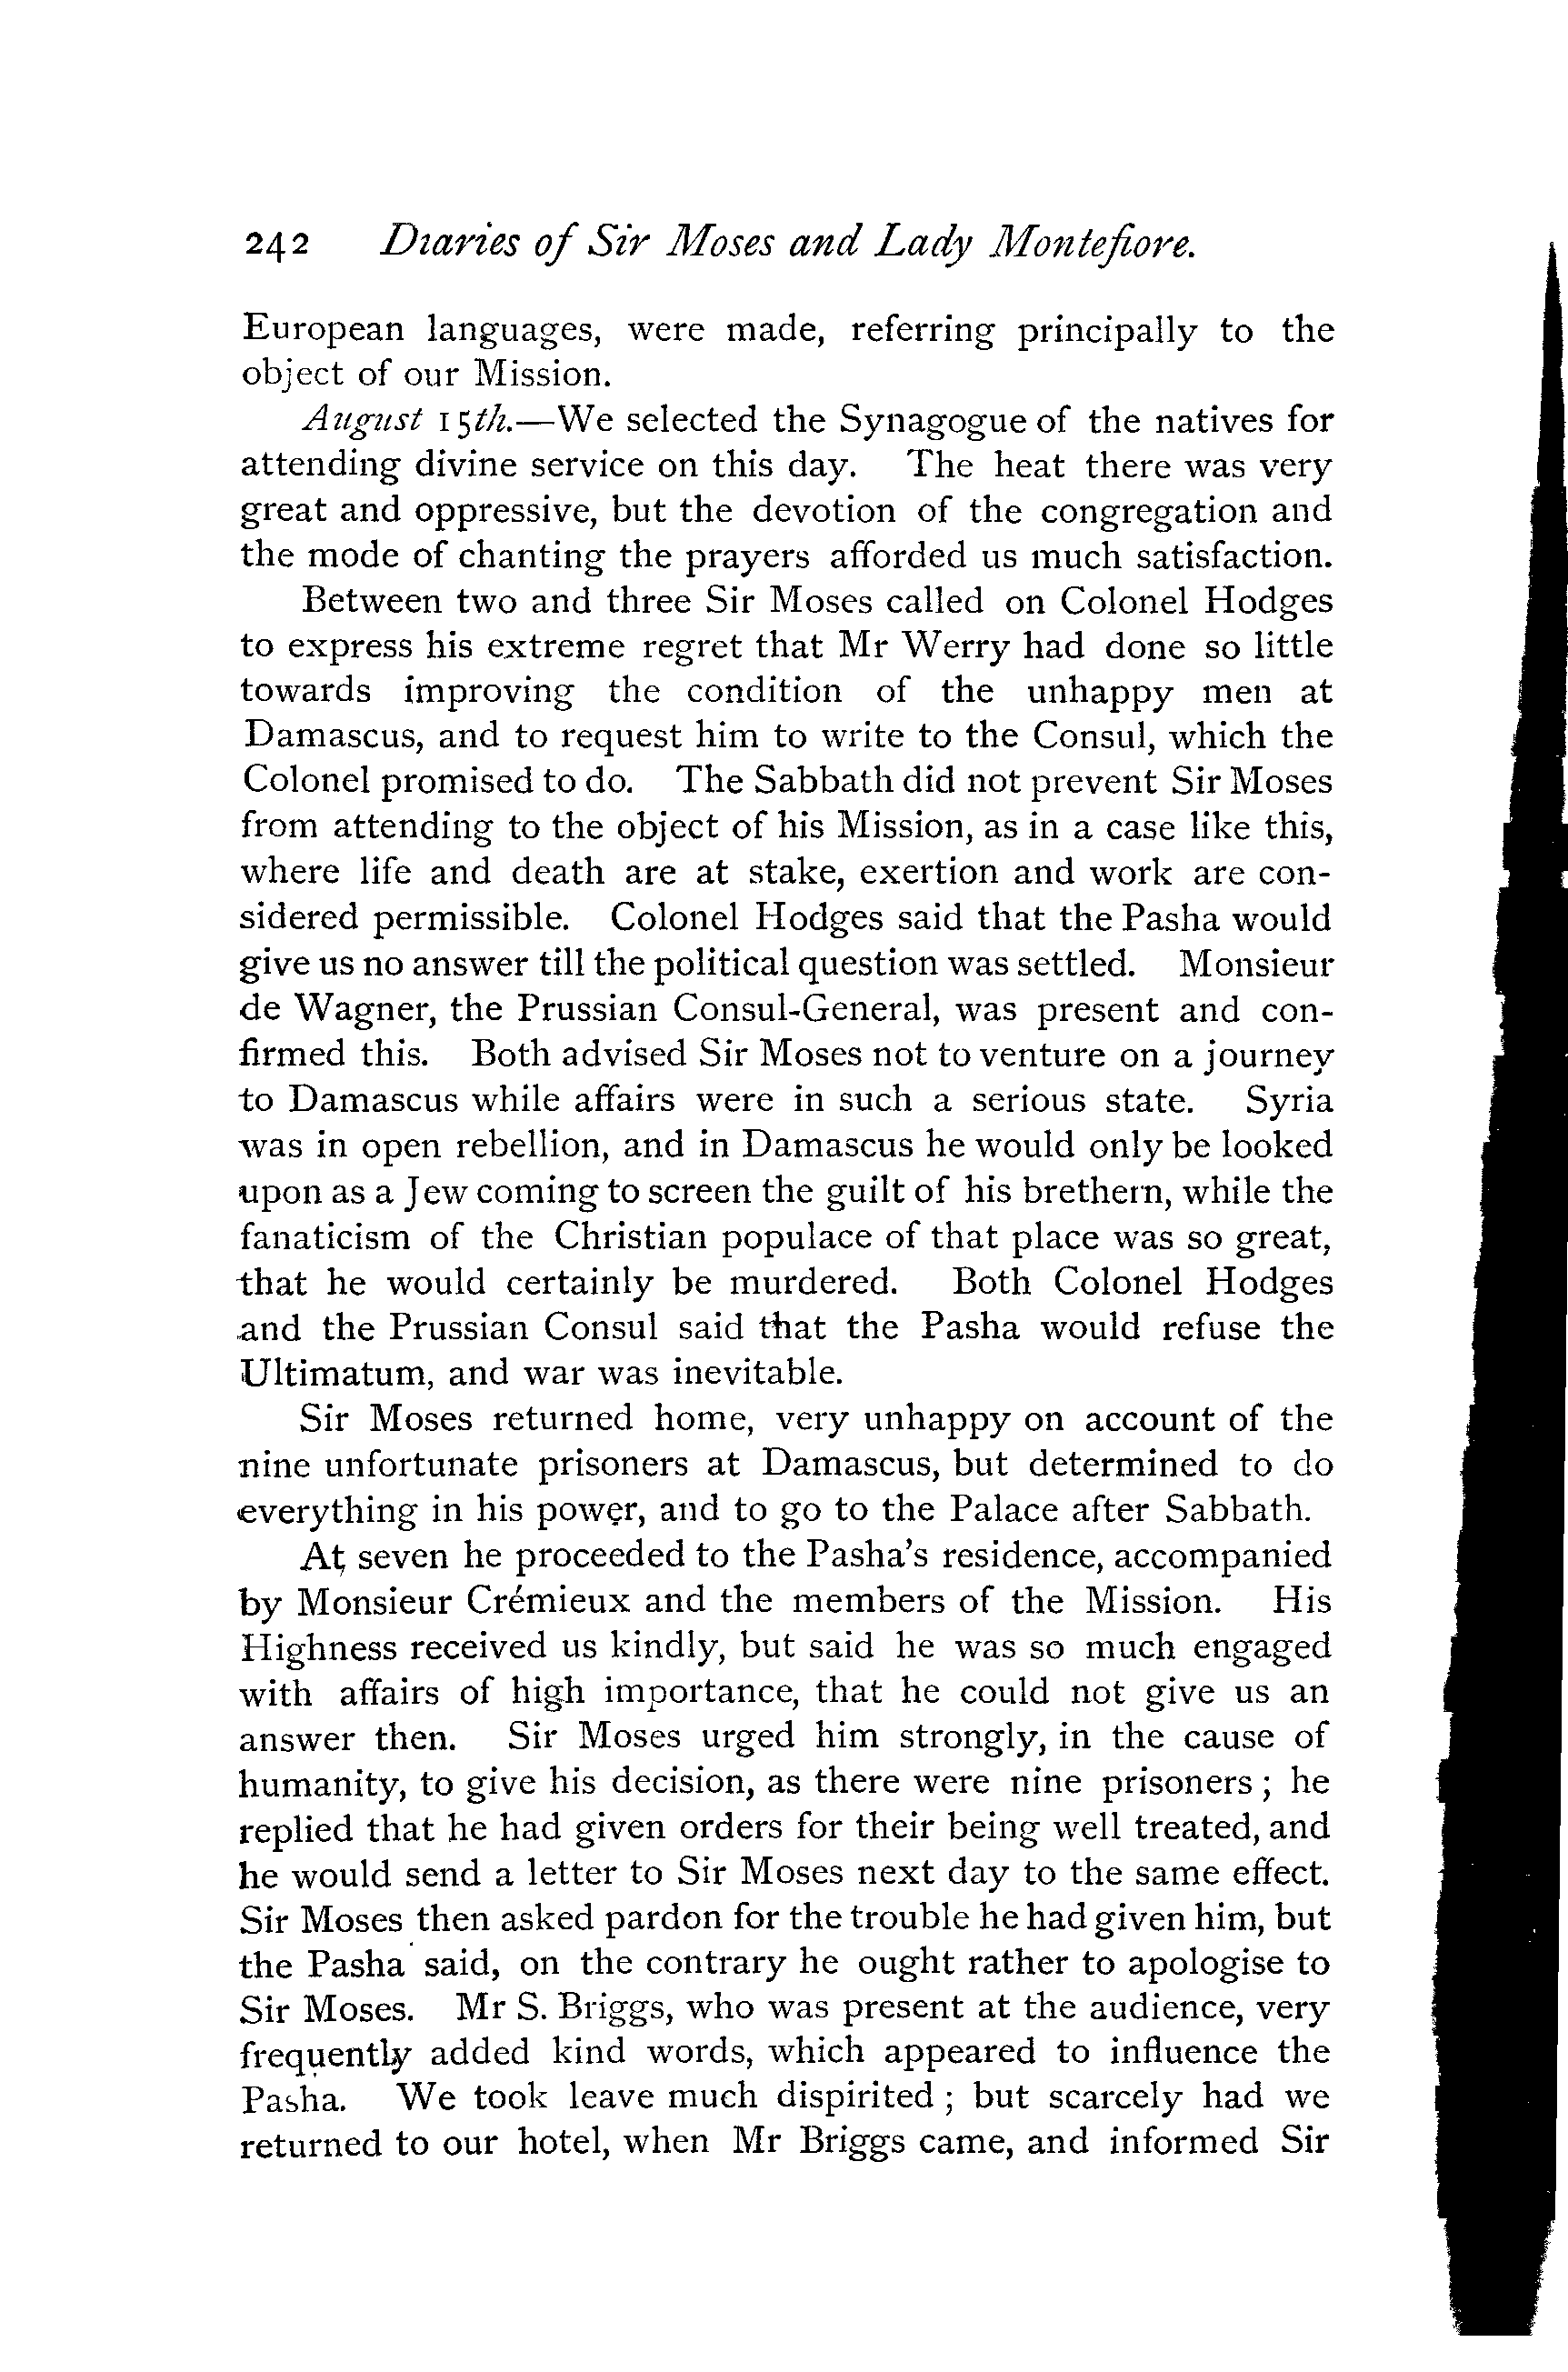 242 Diaries of Sir Moses and Lady Montefiore.
European languages, were made, referring principally to the
object of our Mission.
August 15th.—We selected the Synagogue of the natives for
attending divine service on this day. The heat there was very
great and oppressive, but the devotion of the congregation and
the mode of chanting the prayers afforded us much satisfaction.
Between two and three Sir Moses called on Colonel Hodges
to express his extreme regret that Mr Werry had done so little
towards improving the condition of the unhappy men at
Damascus, and to request him to write to the Consul, which the
Colonel promised to do. The Sabbath did not prevent Sir Moses
from attending to the object of his Mission, as in a case like this,
where life and death are at stake, exertion and work are con-
sidered permissible. Colonel Hodges said that the Pasha would
give us no answer till the political question was settled. Monsieur
de Wagner, the Prussian Consul-General, was present and con-
firmed this. Both advised Sir Moses not to venture on a journey
to Damascus while affairs were in such a serious state. Syria
was in open rebellion, and in Damascus he would only be looked
upon as a Jew coming to screen the guilt of his brethern, while the
fanaticism of the Christian populace of that place was so great,
that he would certainly be murdered. Both Colonel Hodges
and the Prussian Consul said that the Pasha would refuse the
Ultimatum, and war was inevitable.
Sir Moses returned home, very unhappy on account of the
nine unfortunate prisoners at Damascus, but determined to do
everything in his power, and to go to the Palace after Sabbath.
At seven he proceeded to the Pasha's residence, accompanied
by Monsieur Crémieux and the members of the Mission. His
Highness received us kindly, but said he was so much engaged
with affairs of high importance, that he could not give us an
answer then. Sir Moses urged him strongly, in the cause of
humanity, to give his decision, as there were nine prisoners; he
replied that he had given orders for their being well treated, and
he would send a letter to Sir Moses next day to the same effect.
Sir Moses then asked pardon for the trouble he had given him, but
the Pasha said, on the contrary he ought rather to apologise to
Sir Moses. Mr S. Briggs, who was present at the audience, very
frequently added kind words, which appeared to influence the
Pasha. We took leave much dispirited; but scarcely had we
returned to our hotel, when Mr Briggs came, and informed Sir